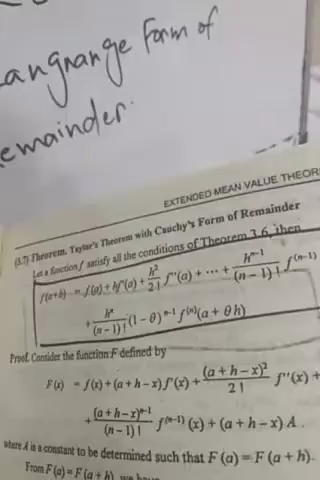 Langrange Form of
Remainder.
EXTENDED MEAN VALUE THEOR
(3.7) Theorem. Taylor's Theorem with Cauchy's Form of Remainder
Let a function f satisfy all the conditions of Theorem 3.6, then
f(a+h) = f(a) + hf'(a) + h²/2! f''(a) + ⋯ + hⁿ⁻¹/(n − 1)! f⁽ⁿ⁻¹⁾
+ hⁿ/(n − 1)! (1 − θ)ⁿ⁻¹ f⁽ⁿ⁾(a + θh)
Proof. Consider the function F defined by
F(x) = f(x) + (a + h − x) f'(x) + (a + h − x)²/2! f''(x) +
+ (a + h − x)ⁿ⁻¹/(n − 1)! f⁽ⁿ⁻¹⁾(x) + (a + h − x) A.
where A is a constant to be determined such that F(a) = F(a + h).
From F(a) = F(a + h), we have